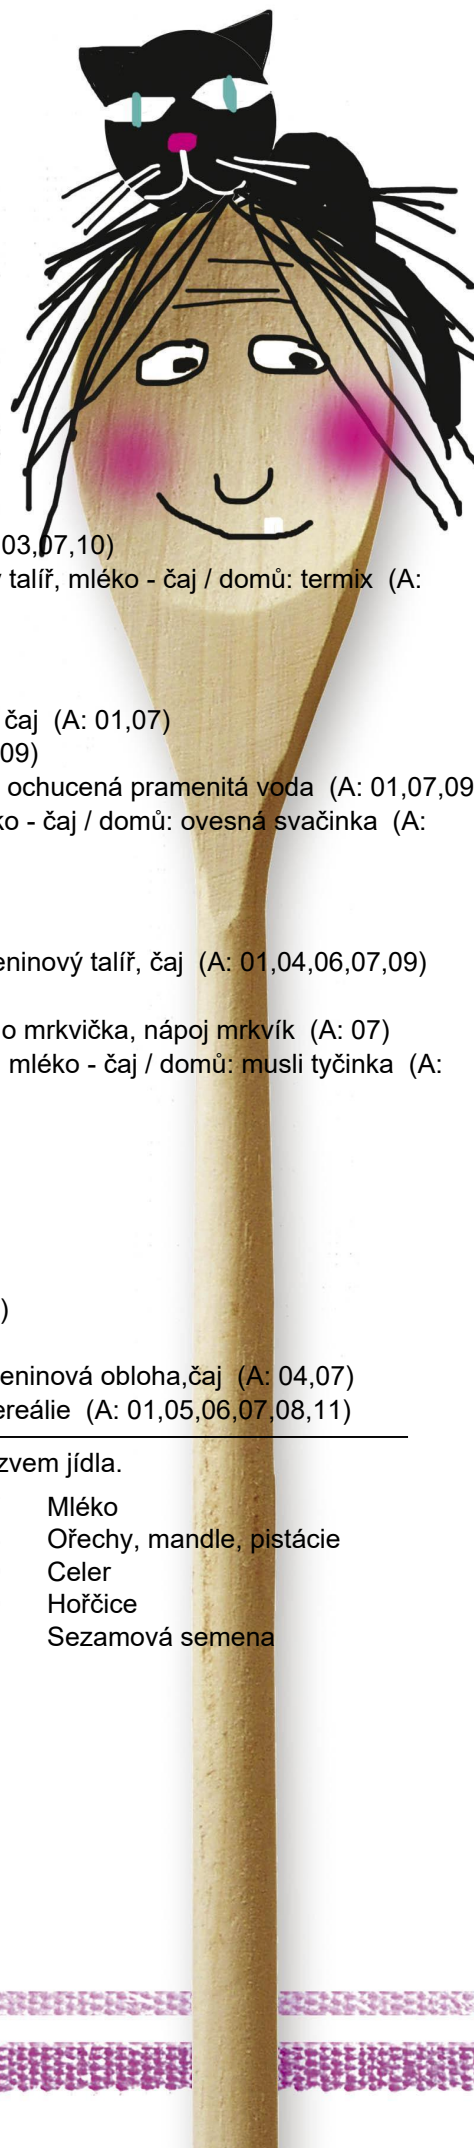 03,07,10)
talíř, mléko - čaj / domů: termix (A:
čaj (A: 01,07)
09)
ochucená pramenitá voda (A: 01,07,09
ko - čaj / domů: ovesná svačinka (A:
eninový talíř, čaj (A: 01,04,06,07,09)
o mrkvička, nápoj mrkvík (A: 07)
mléko - čaj / domů: musli tyčinka (A:
)
eninová obloha,čaj (A: 04,07)
ereálie (A: 01,05,06,07,08,11)
zvem jídla.
Mléko
Ořechy, mandle, pistácie
Celer
Hořčice
Sezamová semena